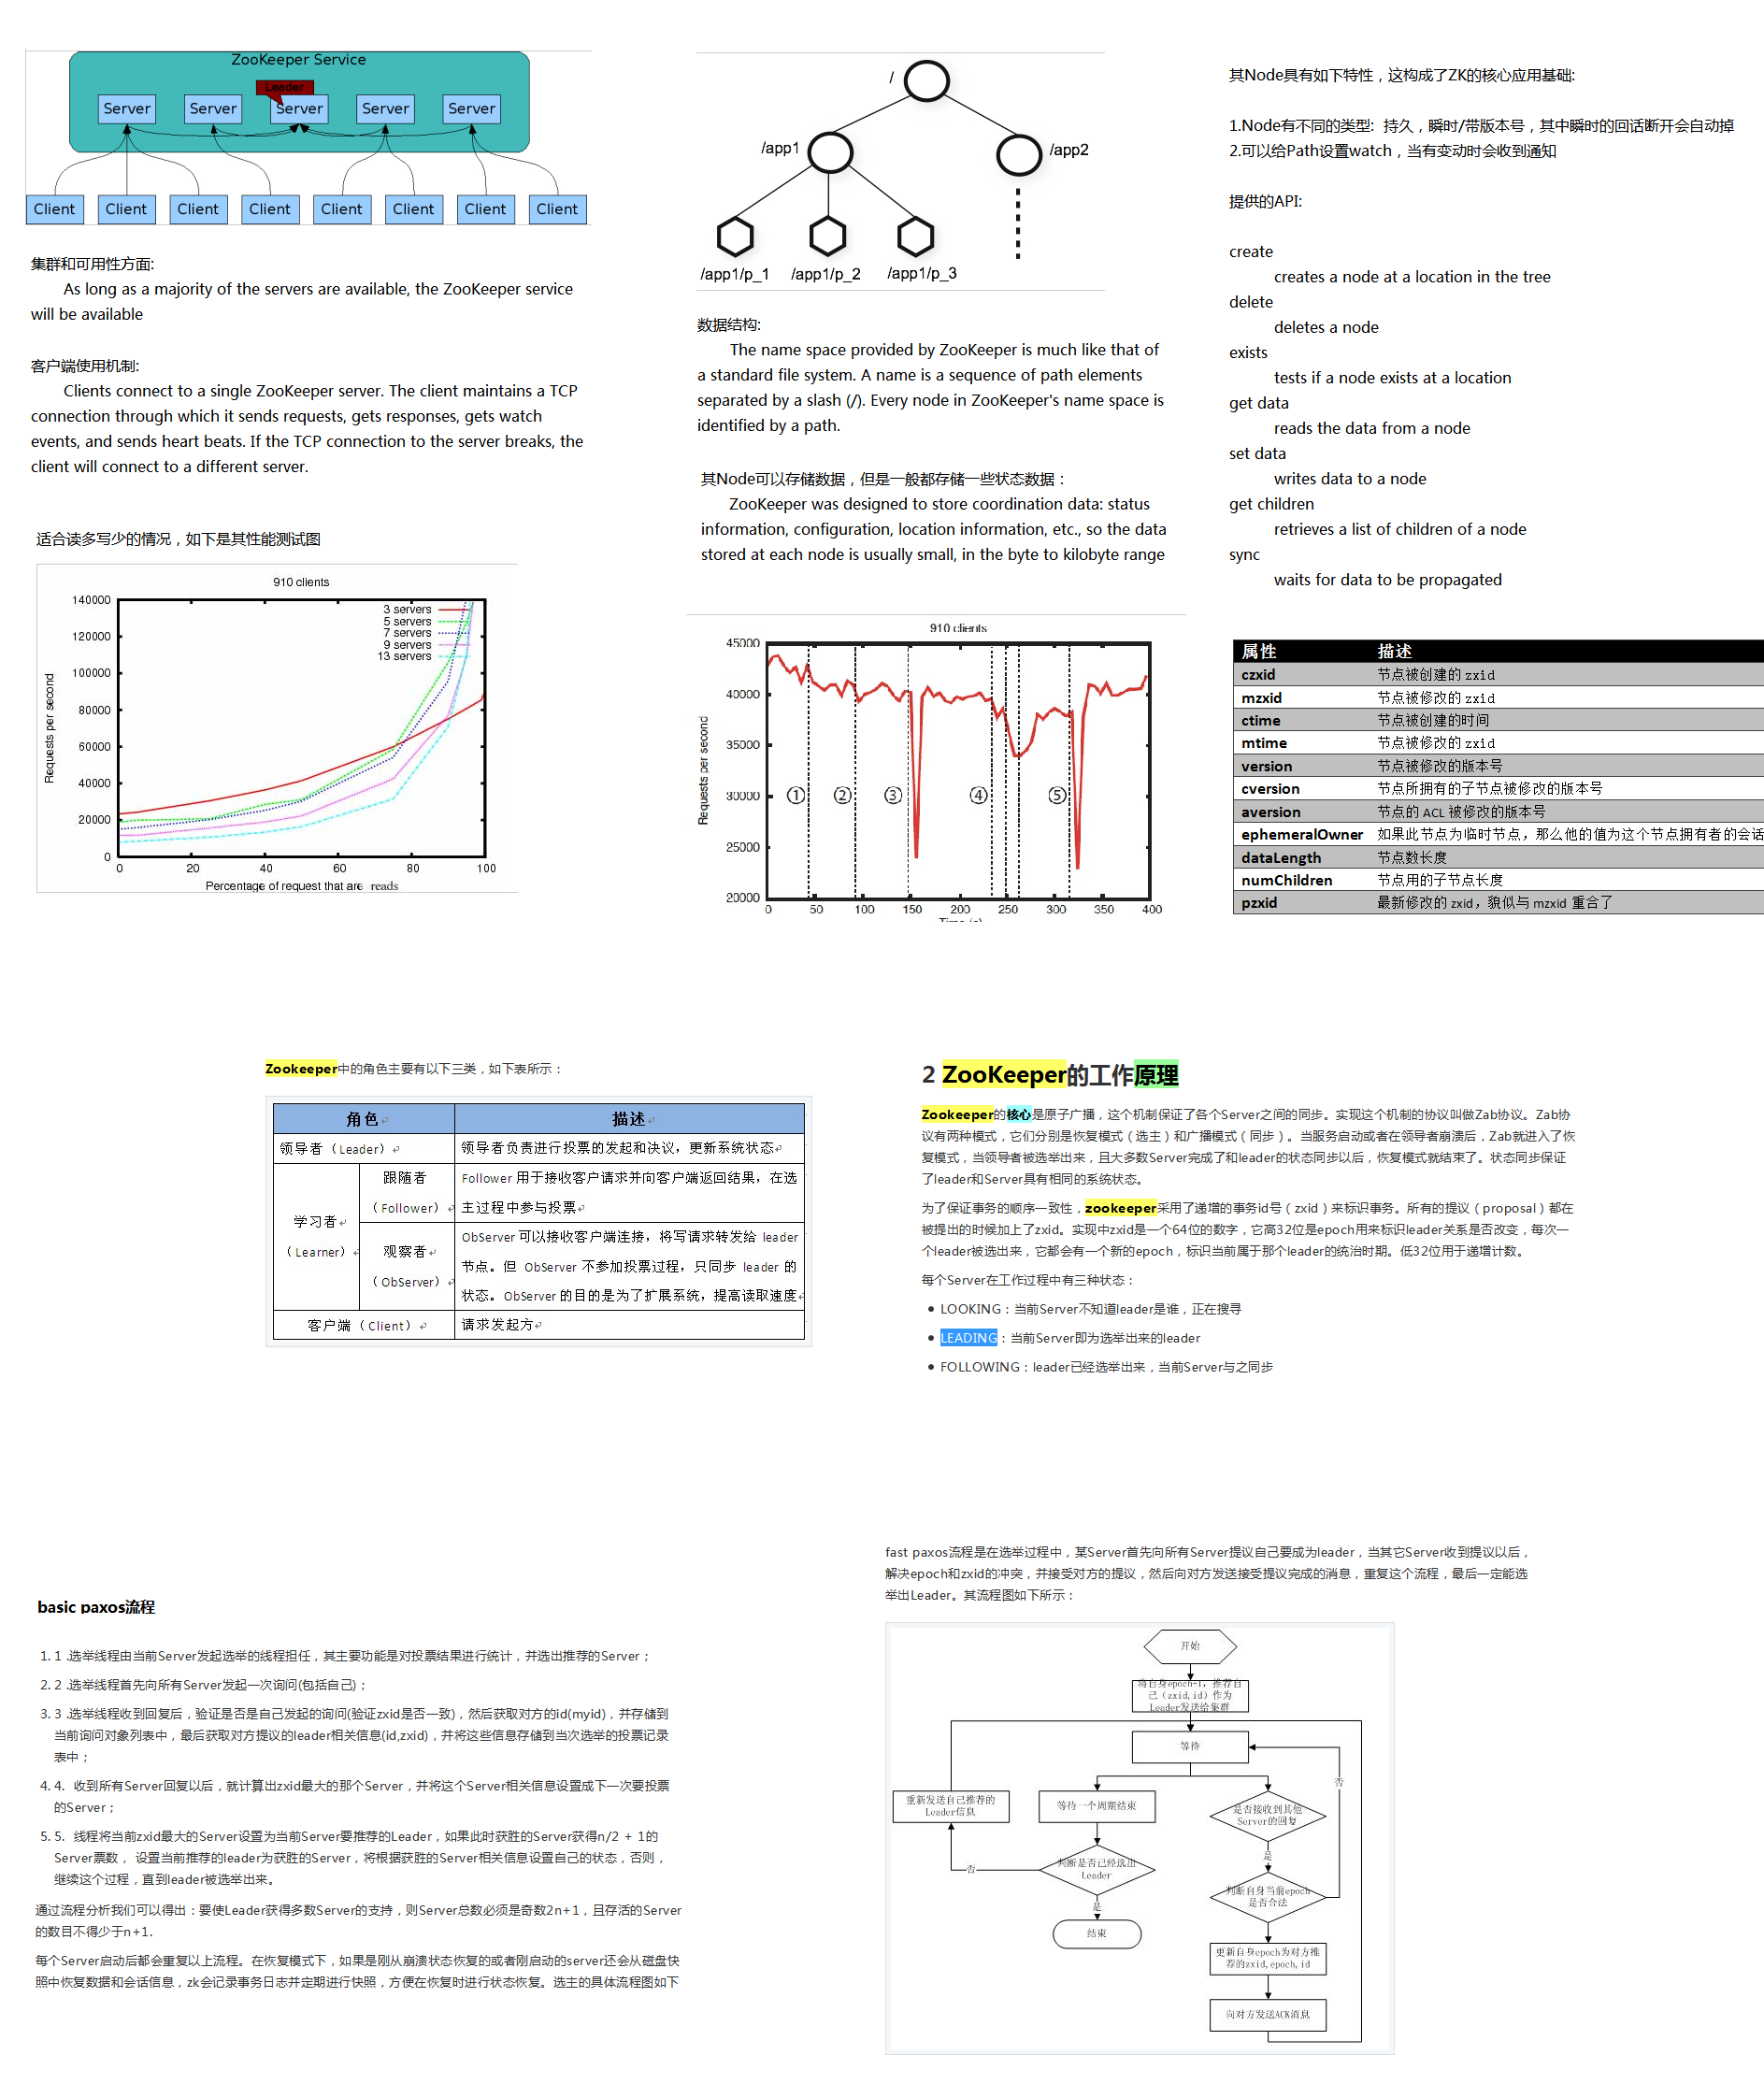 ZooKeeper Service
Leader
Server Server Server Server Server
Client Client Client Client Client Client Client Client
集群和可用性方面:
As long as a majority of the servers are available, the ZooKeeper service
will be available
客户端使用机制:
Clients connect to a single ZooKeeper server. The client maintains a TCP
connection through which it sends requests, gets responses, gets watch
events, and sends heart beats. If the TCP connection to the server breaks, the
client will connect to a different server.
适合读多写少的情况，如下是其性能测试图
910 clients
140000
120000
100000
80000
60000
40000
20000
0
3 servers
5 servers
7 servers
9 servers
13 servers
Requests per second
0 20 40 60 80 100
Percentage of request that are reads
/
/app1
/app2
/app1/p_1 /app1/p_2 /app1/p_3
数据结构:
The name space provided by ZooKeeper is much like that of
a standard file system. A name is a sequence of path elements
separated by a slash (/). Every node in ZooKeeper's name space is
identified by a path.
其Node可以存储数据，但是一般都存储一些状态数据：
ZooKeeper was designed to store coordination data: status
information, configuration, location information, etc., so the data
stored at each node is usually small, in the byte to kilobyte range
910 clients
45000
40000
35000
30000
25000
20000
① ② ③ ④ ⑤
Requests per second
0 50 100 150 200 250 300 350 400
Time (s)
其Node具有如下特性，这构成了ZK的核心应用基础:
1.Node有不同的类型: 持久，瞬时/带版本号，其中瞬时的回话断开会自动掉
2.可以给Path设置watch，当有变动时会收到通知
提供的API:
create
creates a node at a location in the tree
delete
deletes a node
exists
tests if a node exists at a location
get data
reads the data from a node
set data
writes data to a node
get children
retrieves a list of children of a node
sync
waits for data to be propagated
属性 描述
czxid 节点被创建的 zxid
mzxid 节点被修改的 zxid
ctime 节点被创建的时间
mtime 节点被修改的 zxid
version 节点被修改的版本号
cversion 节点所拥有的子节点被修改的版本号
aversion 节点的 ACL 被修改的版本号
ephemeralOwner 如果此节点为临时节点，那么他的值为这个节点拥有者的会话
dataLength 节点数长度
numChildren 节点用的子节点长度
pzxid 最新修改的 zxid，貌似与 mzxid 重合了
Zookeeper中的角色主要有以下三类，如下表所示：
角色 描述
领导者（Leader） 领导者负责进行投票的发起和决议，更新系统状态
学习者
（Learner）
跟随者
（Follower）
Follower 用于接收客户请求并向客户端返回结果，在选
主过程中参与投票
观察者
（ObServer）
ObServer 可以接收客户端连接，将写请求转发给 leader
节点。但 ObServer 不参加投票过程，只同步 leader 的
状态。ObServer 的目的是为了扩展系统，提高读取速度
客户端（Client） 请求发起方
2 ZooKeeper的工作原理
Zookeeper的核心是原子广播，这个机制保证了各个Server之间的同步。实现这个机制的协议叫做Zab协议。Zab协
议有两种模式，它们分别是恢复模式（选主）和广播模式（同步）。当服务启动或者在领导者崩溃后，Zab就进入了恢
复模式，当领导者被选举出来，且大多数Server完成了和leader的状态同步以后，恢复模式就结束了。状态同步保证
了leader和Server具有相同的系统状态。
为了保证事务的顺序一致性，zookeeper采用了递增的事务id号（zxid）来标识事务。所有的提议（proposal）都在
被提出的时候加上了zxid。实现中zxid是一个64位的数字，它高32位是epoch用来标识leader关系是否改变，每次一
个leader被选出来，它都会有一个新的epoch，标识当前属于那个leader的统治时期。低32位用于递增计数。
每个Server在工作过程中有三种状态：
● LOOKING：当前Server不知道leader是谁，正在搜寻
● LEADING：当前Server即为选举出来的leader
● FOLLOWING：leader已经选举出来，当前Server与之同步
basic paxos流程
1. 1 .选举线程由当前Server发起选举的线程担任，其主要功能是对投票结果进行统计，并选出推荐的Server；
2. 2 .选举线程首先向所有Server发起一次询问(包括自己)；
3. 3 .选举线程收到回复后，验证是否是自己发起的询问(验证zxid是否一致)，然后获取对方的id(myid)，并存储到
当前询问对象列表中，最后获取对方提议的leader相关信息(id,zxid)，并将这些信息存储到当次选举的投票记录
表中；
4. 4. 收到所有Server回复以后，就计算出zxid最大的那个Server，并将这个Server相关信息设置成下一次要投票
的Server；
5. 5. 线程将当前zxid最大的Server设置为当前Server要推荐的Leader，如果此时获胜的Server获得n/2 + 1的
Server票数， 设置当前推荐的leader为获胜的Server，将根据获胜的Server相关信息设置自己的状态，否则，
继续这个过程，直到leader被选举出来。
通过流程分析我们可以得出：要使Leader获得多数Server的支持，则Server总数必须是奇数2n+1，且存活的Server
的数目不得少于n+1.
每个Server启动后都会重复以上流程。在恢复模式下，如果是刚从崩溃状态恢复的或者刚启动的server还会从磁盘快
照中恢复数据和会话信息，zk会记录事务日志并定期进行快照，方便在恢复时进行状态恢复。选主的具体流程图如下
fast paxos流程是在选举过程中，某Server首先向所有Server提议自己要成为leader，当其它Server收到提议以后，
解决epoch和zxid的冲突，并接受对方的提议，然后向对方发送接受提议完成的消息，重复这个流程，最后一定能选
举出Leader。其流程图如下所示：
开始
将自身epoch+1，推荐自
己（zxid,id）作为
Leader发送给集群
等待
重新发送自己推荐的
Leader信息
等待一个周期结束
是否接收到其他
Server的回复
否
是
判断是否已经选出
Leader
否
是
结束
判断自身当前epoch
是否合法
更新自身epoch为对方推
荐的zxid,epoch,id
向对方发送ACK消息